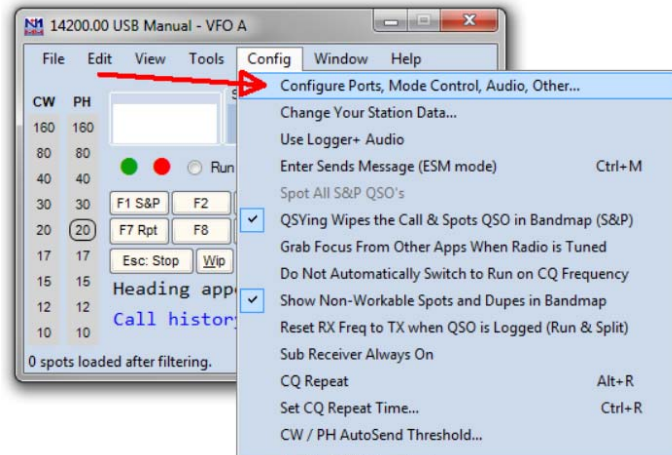 14200.00 USB Manual - VFO A
File Edit View Tools Config Window Help
Configure Ports, Mode Control, Audio, Other...
Change Your Station Data...
Use Logger+ Audio
Enter Sends Message (ESM mode) Ctrl+M
Spot All S&P QSO's
QSYing Wipes the Call & Spots QSO in Bandmap (S&P)
Grab Focus From Other Apps When Radio is Tuned
Do Not Automatically Switch to Run on CQ Frequency
Show Non-Workable Spots and Dupes in Bandmap
Reset RX Freq to TX when QSO is Logged (Run & Split)
Sub Receiver Always On
CQ Repeat Alt+R
Set CQ Repeat Time... Ctrl+R
CW / PH AutoSend Threshold...
CW PH
160 160
80 80
40 40
30 30
20 20
17 17
15 15
12 12
10 10
Run
F1 S&P F2
F7 Rpt F8
Esc: Stop Wip
Heading app
Call histor
0 spots loaded after filtering.